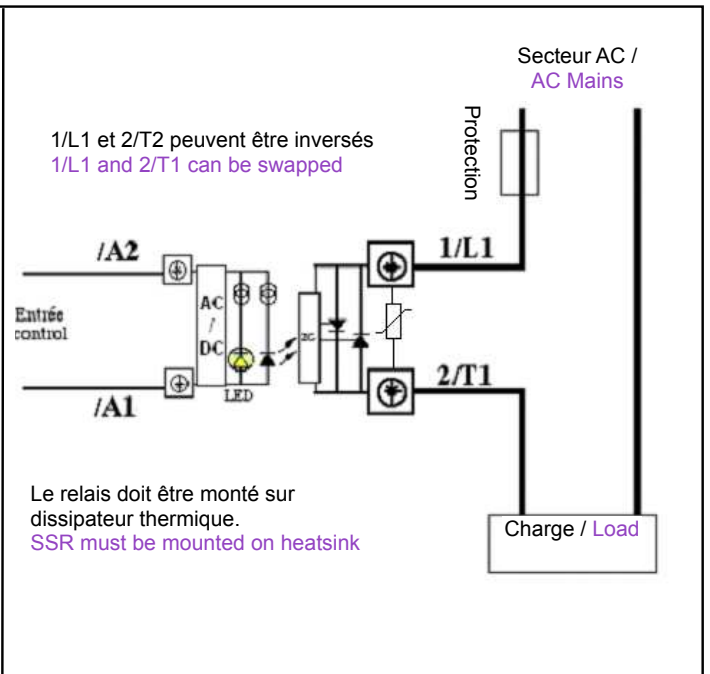 Secteur AC /
AC Mains
Protection
1/L1 et 2/T2 peuvent être inversés
1/L1 and 2/T1 can be swapped
/A2
1/L1
Entrée
control
AC
/
DC
LED
/A1
2/T1
Le relais doit être monté sur
dissipateur thermique.
SSR must be mounted on heatsink
Charge / Load